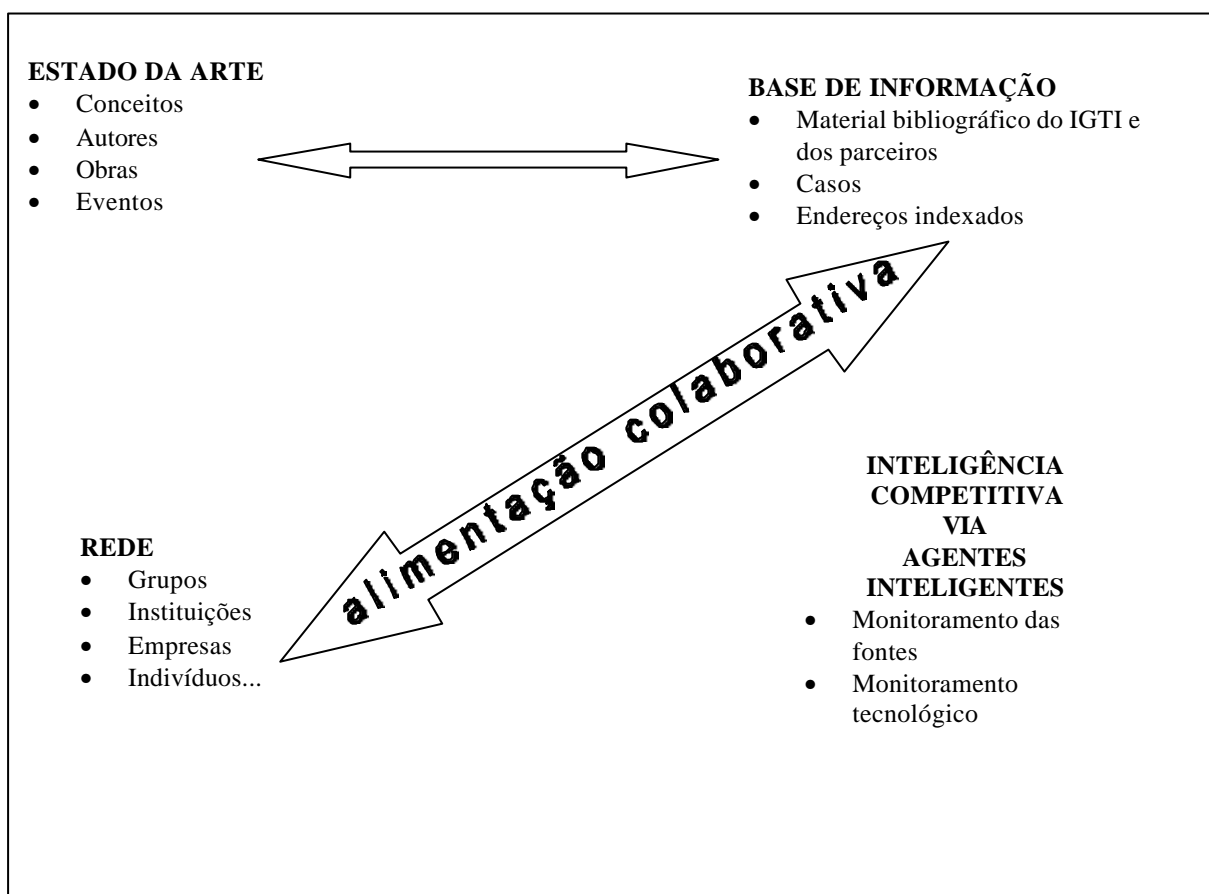 ESTADO DA ARTE
• Conceitos
• Autores
• Obras
• Eventos
BASE DE INFORMAÇÃO
• Material bibliográfico do IGTI e
dos parceiros
• Casos
• Endereços indexados
alimentação colaborativa
REDE
• Grupos
• Instituições
• Empresas
• Indivíduos...
INTELIGÊNCIA
COMPETITIVA
VIA
AGENTES
INTELIGENTES
• Monitoramento das
fontes
• Monitoramento
tecnológico